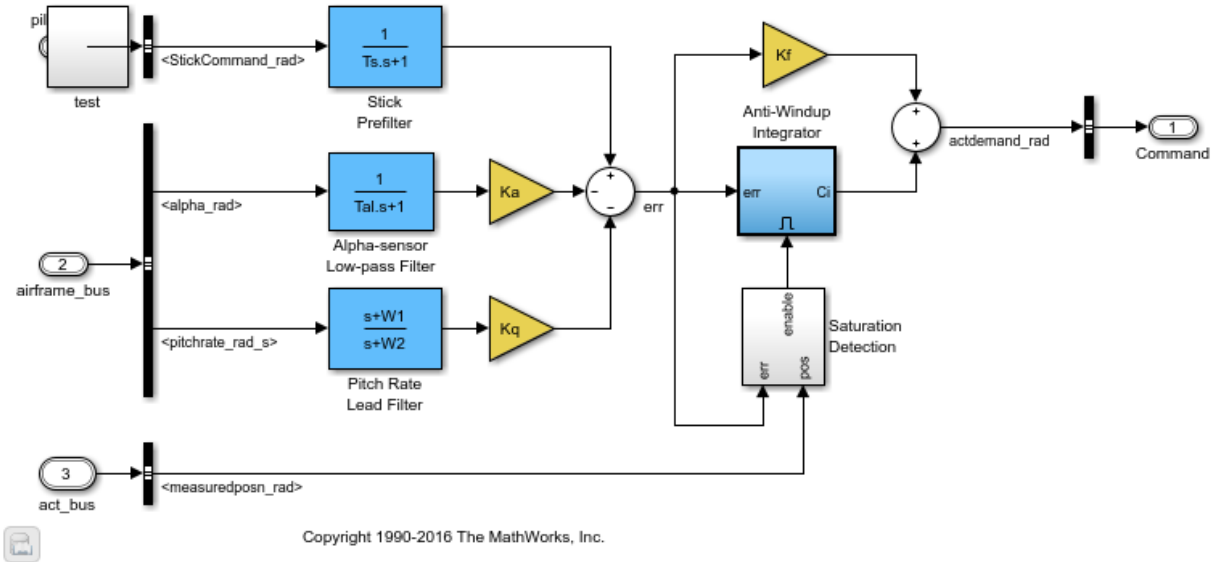 pil
test
<StickCommand_rad>
1
Ts.s+1
Stick
Prefilter
Kf
Anti-Windup
Integrator
+
+
actdemand_rad
1
Command
<alpha_rad>
1
Tal.s+1
Alpha-sensor
Low-pass Filter
Ka
+
−
−
err
err
Ci
2
airframe_bus
<pitchrate_rad_s>
s+W1
s+W2
Pitch Rate
Lead Filter
Kq
enable
err
pos
Saturation
Detection
3
act_bus
<measuredposn_rad>
Copyright 1990-2016 The MathWorks, Inc.